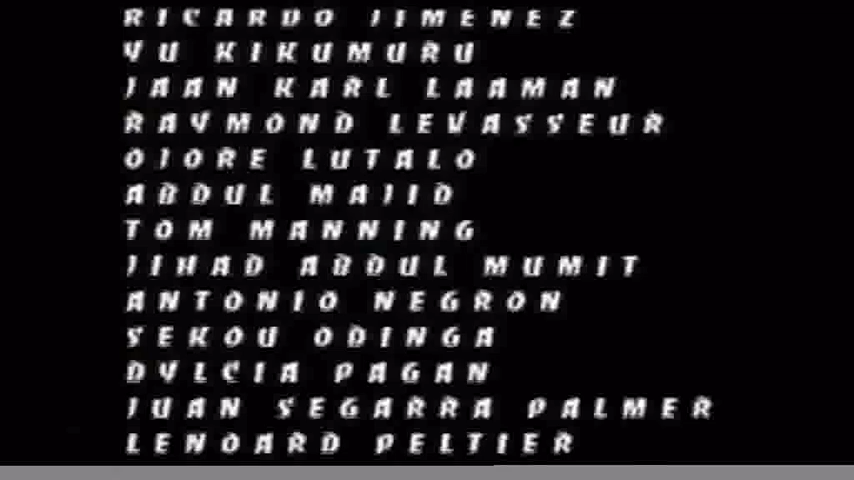 RICARDO JIMENEZ
YU KIKUMURU
JAAN KARL LAAMAN
RAYMOND LEVASSEUR
OJORE LUTALO
ABDUL MAJID
TOM MANNING
JIHAD ABDUL MUMIT
ANTONIO NEGRON
SEKOU ODINGA
DYLCIA PAGAN
JUAN SEGARRA PALMER
LENOARD PELTIER